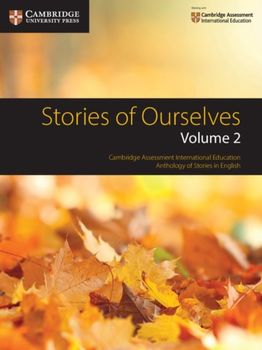 CAMBRIDGE
UNIVERSITY PRESS
Cambridge Assessment
International Education
Stories of Ourselves
Volume 2
Cambridge Assessment International Education
Anthology of Stories in English